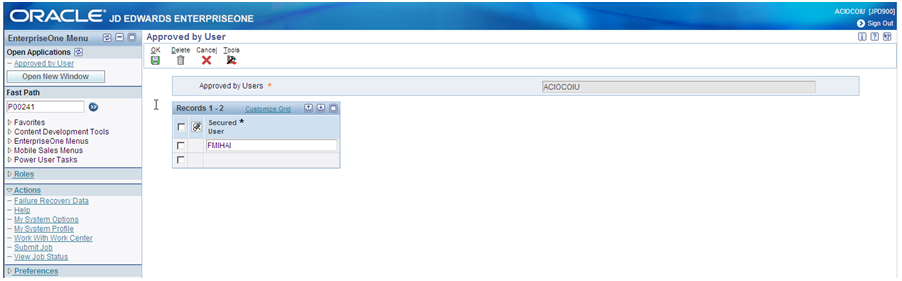 ORACLE® JD EDWARDS ENTERPRISEONE
ACIOCOIU [JPD900]
Sign Out
EnterpriseOne Menu
Open Applications
Approved by User
Open New Window
Fast Path
P00241
Favorites
Content Development Tools
EnterpriseOne Menus
Mobile Sales Menus
Power User Tasks
Roles
Actions
Failure Recovery Data
Help
My System Options
My System Profile
Work With Work Center
Submit Job
View Job Status
Preferences
Approved by User
OK Delete Cancel Tools
Approved by Users * ACIOCOIU
Records 1 - 2 Customize Grid
Secured *
User
FMIHAI